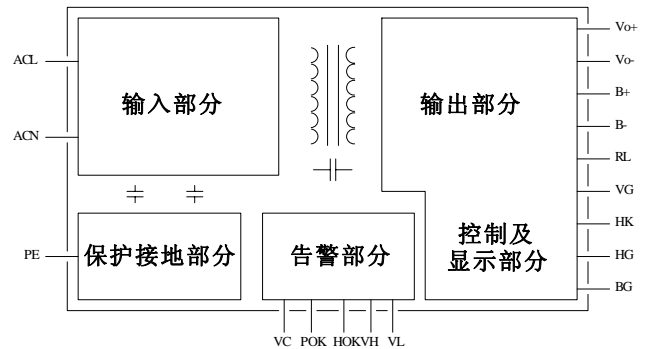 ACL
ACN
PE
输入部分
输出部分
保护接地部分
告警部分
控制及
显示部分
Vo+
Vo-
B+
B-
RL
VG
HK
HG
BG
VC POK HOK VH VL